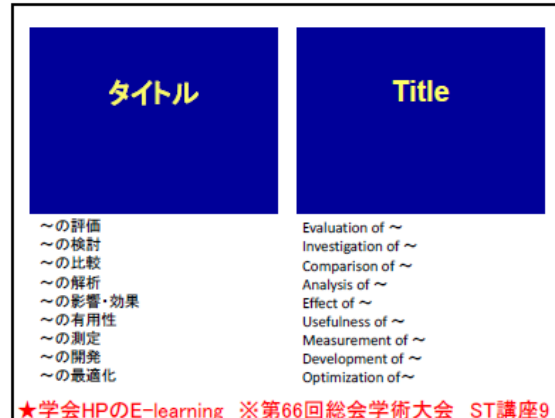 タイトル
Title
～の評価
～の検討
～の比較
～の解析
～の影響・効果
～の有用性
～の測定
～の開発
～の最適化
Evaluation of ～
Investigation of ～
Comparison of ～
Analysis of ～
Effect of ～
Usefulness of ～
Measurement of ～
Development of ～
Optimization of～
★学会HPのE-learning ※第66回総会学術大会 ST講座9